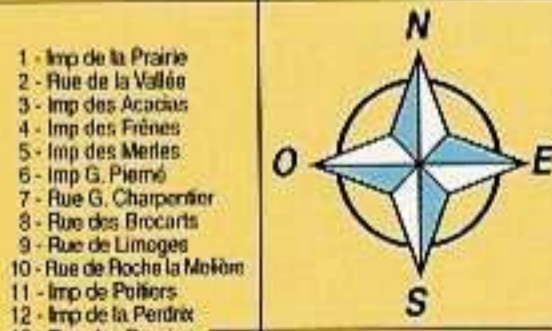 1 - Imp de la Prairie
2 - Rue de la Vallée
3 - Imp des Acacias
4 - Imp des Frênes
5 - Imp des Merles
6 - Imp G. Pierné
7 - Rue G. Charpentier
8 - Rue des Brocarts
9 - Rue de Limoges
10 - Rue de Roche la Molière
11 - Imp de Poitiers
12 - Imp de la Perdrix
N
O
E
S